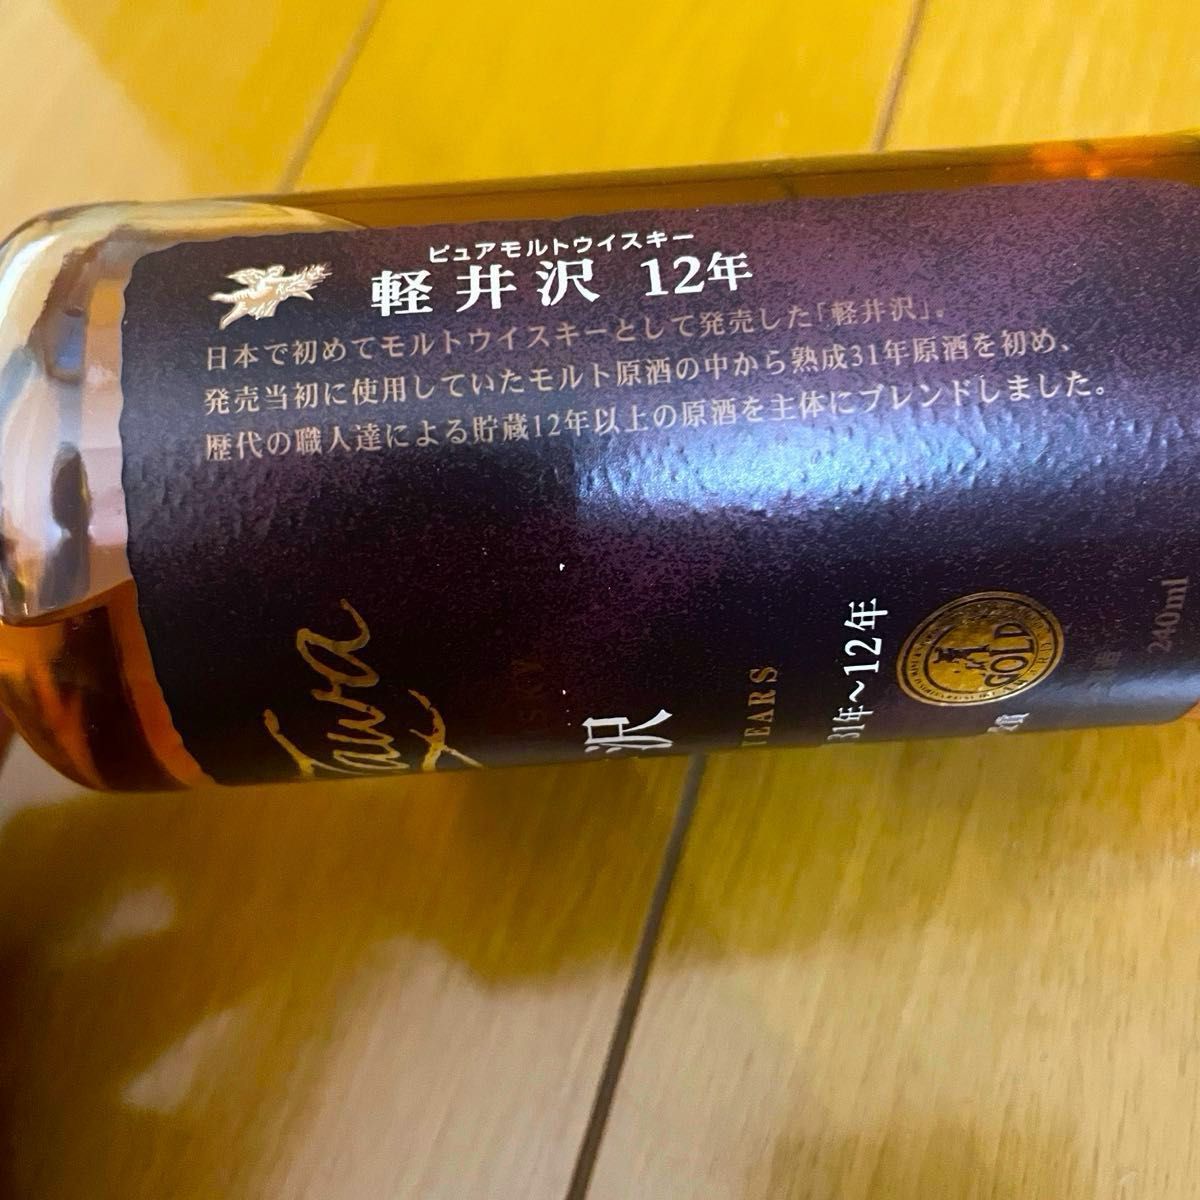 ピュアモルトウイスキー
軽井沢 12年
日本で初めてモルトウイスキーとして発売した「軽井沢」。
発売当初に使用していたモルト原酒の中から熟成31年原酒を初め、
歴代の職人達による貯蔵12年以上の原酒を主体にブレンドしました。
zawa
沢
YEARS
31年～12年
GOLD
240ml